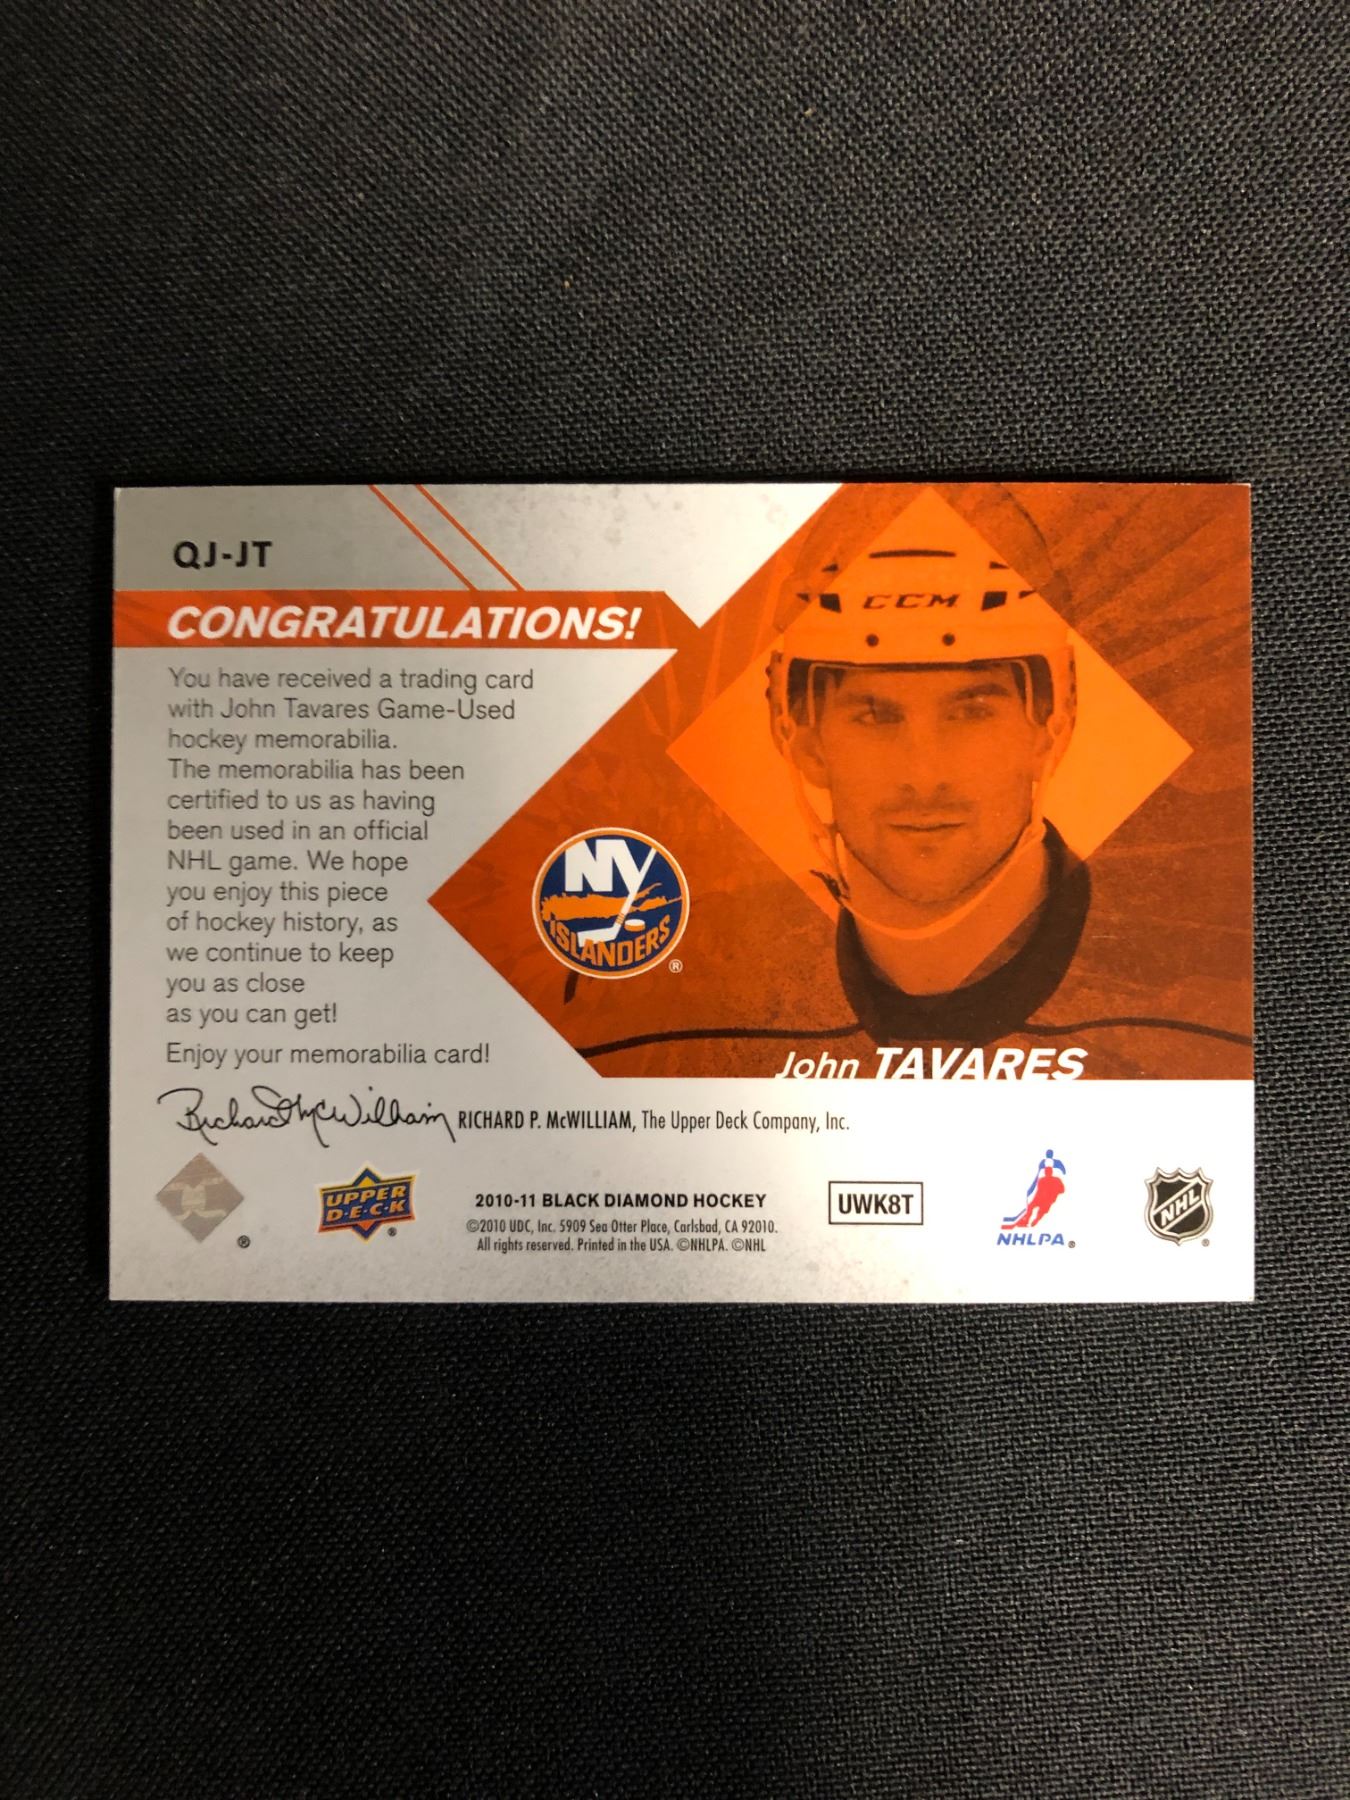 QJ-JT
CONGRATULATIONS!
You have received a trading card
with John Tavares Game-Used
hockey memorabilia.
The memorabilia has been
certified to us as having
been used in an official
NHL game. We hope
you enjoy this piece
of hockey history, as
we continue to keep
you as close
as you can get!
Enjoy your memorabilia card!
CCM
NY
ISLANDERS
®
John TAVARES
Richard McWilliam RICHARD P. McWILLIAM, The Upper Deck Company, Inc.
®
UPPER
D·E·C·K
®
2010-11 BLACK DIAMOND HOCKEY
©2010 UDC, Inc. 5909 Sea Otter Place, Carlsbad, CA 92010.
All rights reserved. Printed in the USA. ©NHLPA. ©NHL
UWK8T
NHLPA®
NHL
®